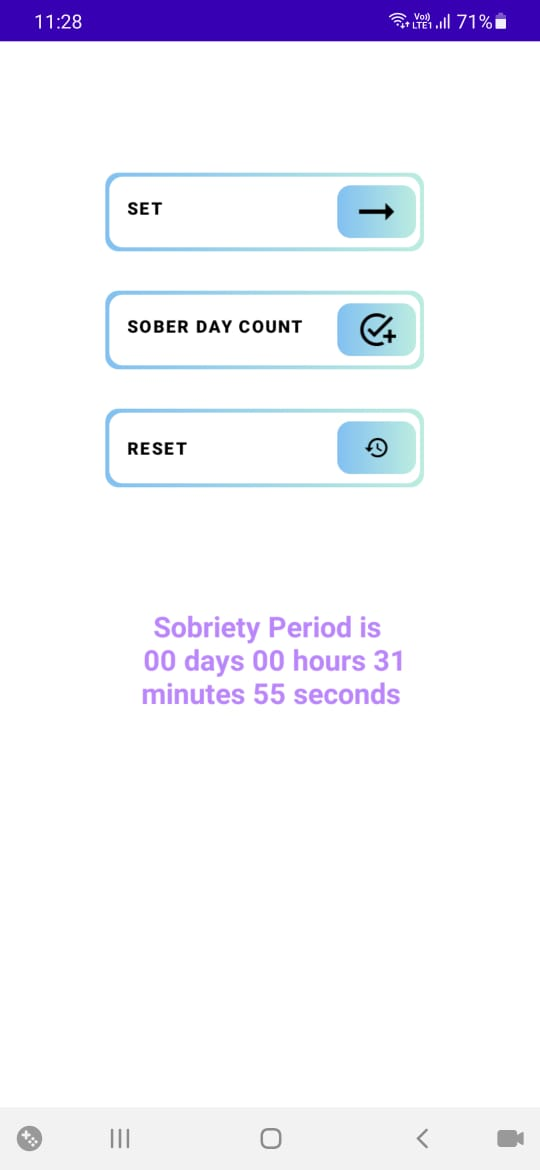 11:28
Vo)) LTE1 71%
SET
SOBER DAY COUNT
RESET
Sobriety Period is
00 days 00 hours 31
minutes 55 seconds